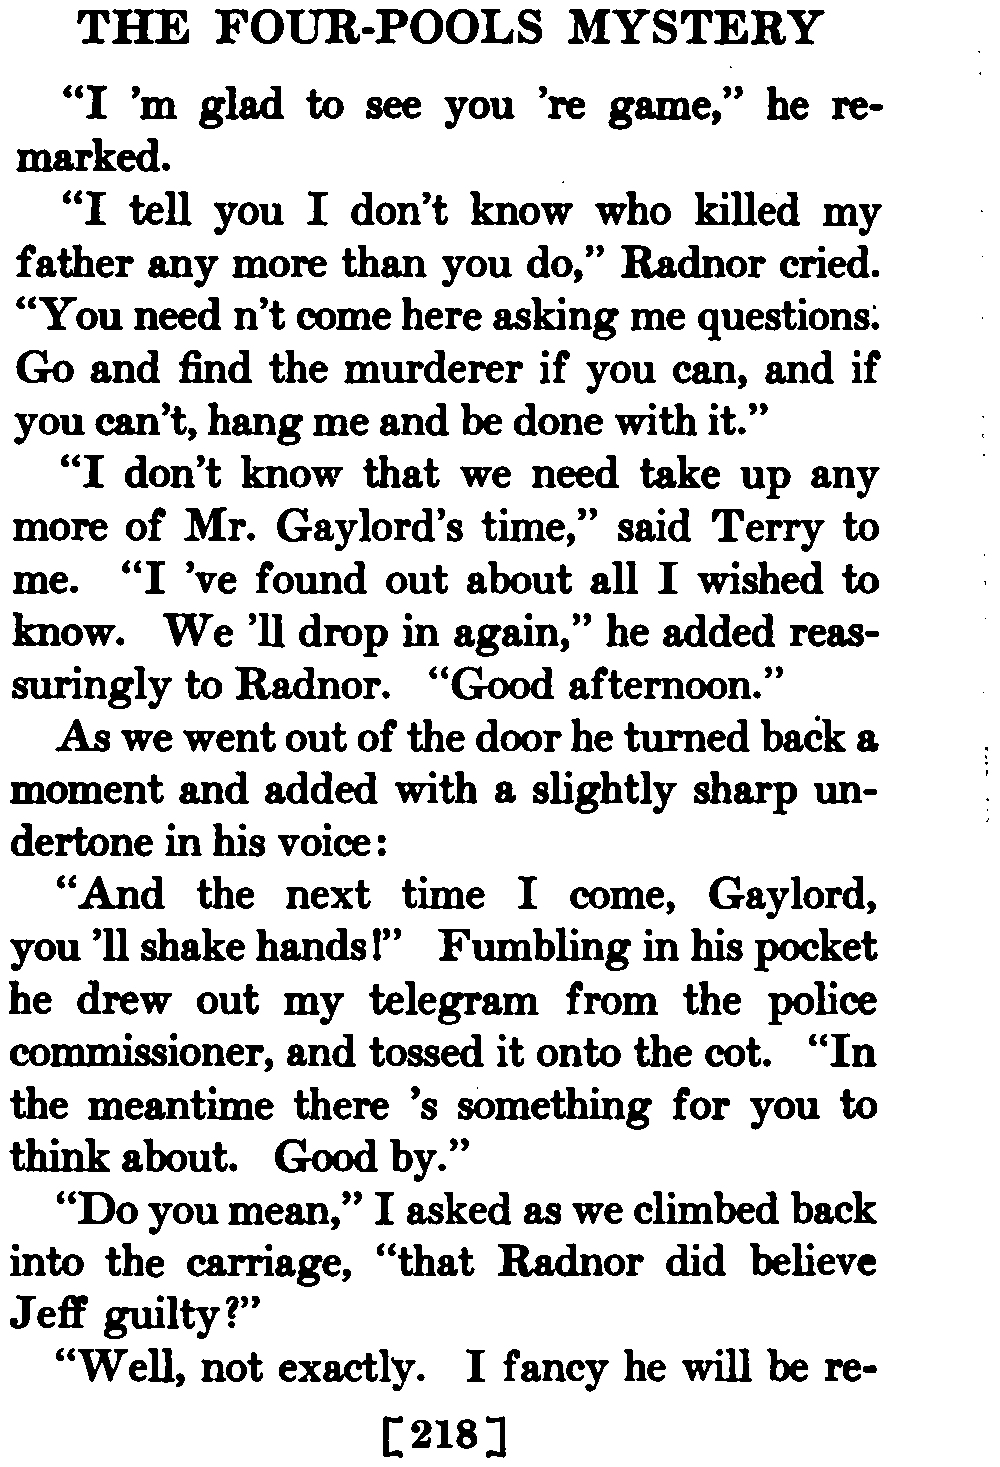 THE FOUR-POOLS MYSTERY
“I ’m glad to see you ’re game,” he re-
marked.
“I tell you I don’t know who killed my
father any more than you do,” Radnor cried.
“You need n’t come here asking me questions.
Go and find the murderer if you can, and if
you can’t, hang me and be done with it.”
“I don’t know that we need take up any
more of Mr. Gaylord’s time,” said Terry to
me. “I ’ve found out about all I wished to
know. We ’ll drop in again,” he added reas-
suringly to Radnor. “Good afternoon.”
As we went out of the door he turned back a
moment and added with a slightly sharp un-
dertone in his voice:
“And the next time I come, Gaylord,
you ’ll shake hands!” Fumbling in his pocket
he drew out my telegram from the police
commissioner, and tossed it onto the cot. “In
the meantime there ’s something for you to
think about. Good by.”
“Do you mean,” I asked as we climbed back
into the carriage, “that Radnor did believe
Jeff guilty?”
“Well, not exactly. I fancy he will be re-
[218]